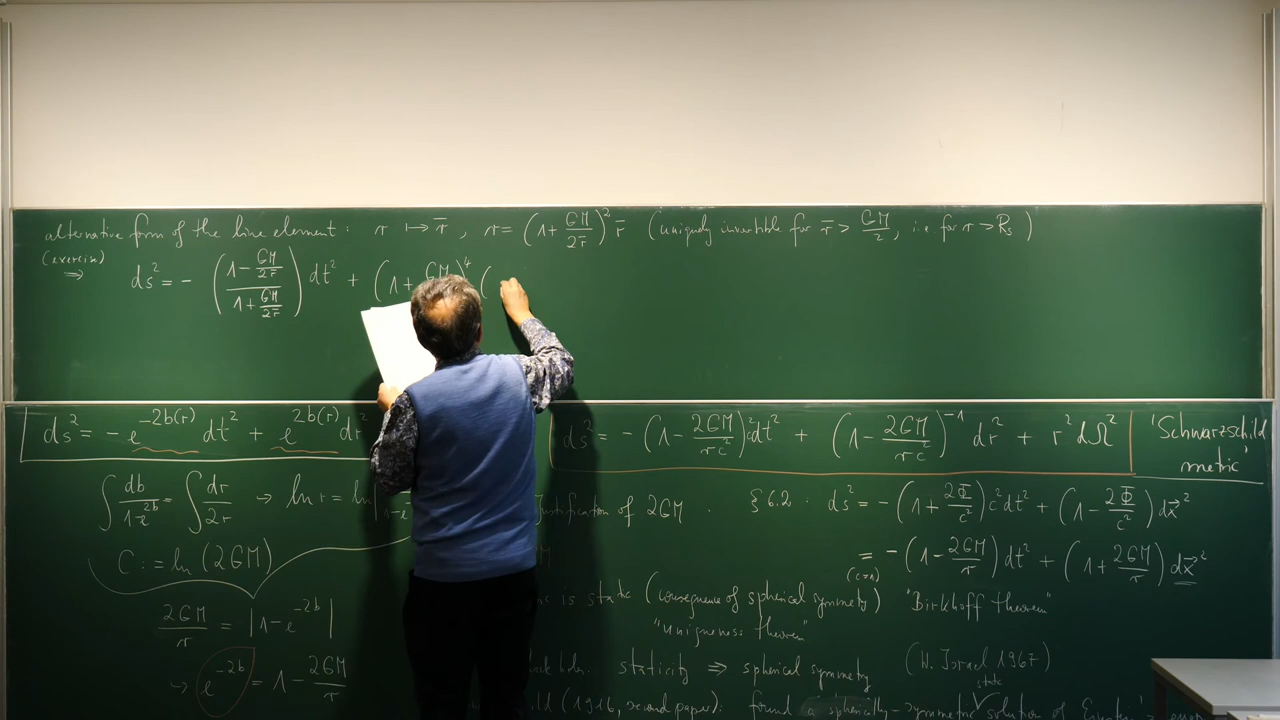 alternative form of the line element: r ↦ r̄, r = (1 + GM/2r̄)² r̄ (uniquely invertible for r̄ > GM/2, i.e for r > Rₛ)
(exercise)
⇒ ds² = − ((1 − GM/2r̄)/(1 + GM/2r̄)) dt² + (1 + GM)⁴ (
ds² = − e^(−2b(r)) dt² + e^(2b(r)) dr
ds² = − (1 − 2GM/rc²) c²dt² + (1 − 2GM/rc²)⁻¹ dr² + r² dΩ²
'Schwarzschild metric'
∫ db/(1−e^(2b)) = ∫ dr/2r → ln r = ln |
1−e
C := ln (2GM)
2GM/r = |1 − e^(−2b)|
→ e^(−2b) = 1 − 2GM/r
Justification of 2GM . § 6.2 : ds² = − (1 + 2Φ/c²) c²dt² + (1 − 2Φ/c²) dx⃗²
(c=1) = − (1 − 2GM/r) dt² + (1 + 2GM/r) dx⃗²
is static (consequence of spherical symmetry) "Birkhoff theorem"
"uniqueness theorem"
hole: staticity ⇒ spherical symmetry (W. Israel 1967)
static
(1916, second paper): found a spherically-symmetric solution of Einstein's